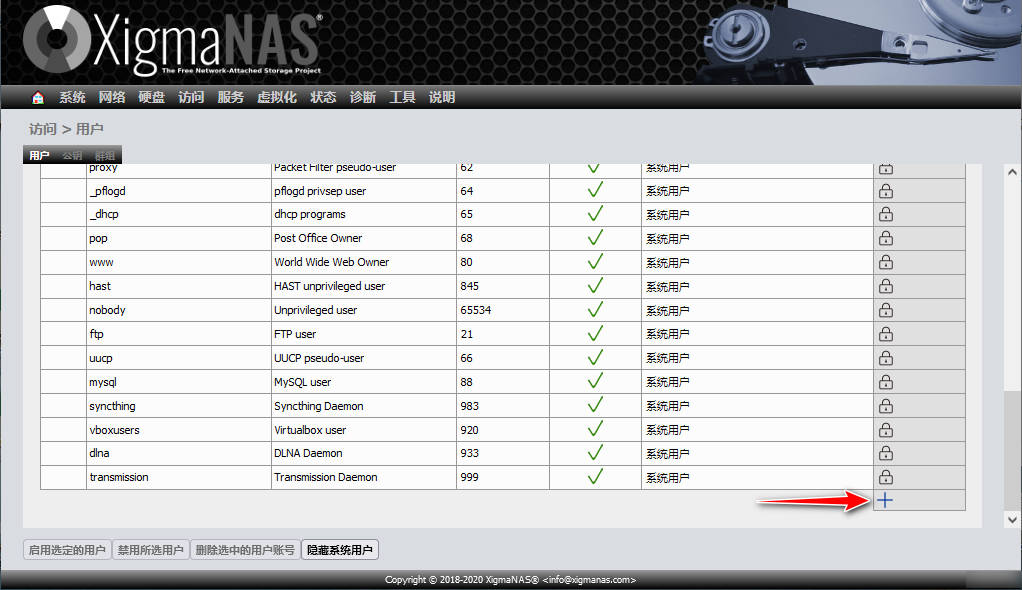 XigmaNAS®
The Free Network-Attached Storage Project
系统 网络 硬盘 访问 服务 虚拟化 状态 诊断 工具 说明
访问 > 用户
用户 公钥 群组
proxy Packet Filter pseudo-user 62 系统用户
_pflogd pflogd privsep user 64 系统用户
_dhcp dhcp programs 65 系统用户
pop Post Office Owner 68 系统用户
www World Wide Web Owner 80 系统用户
hast HAST unprivileged user 845 系统用户
nobody Unprivileged user 65534 系统用户
ftp FTP user 21 系统用户
uucp UUCP pseudo-user 66 系统用户
mysql MySQL user 88 系统用户
syncthing Syncthing Daemon 983 系统用户
vboxusers Virtualbox user 920 系统用户
dlna DLNA Daemon 933 系统用户
transmission Transmission Daemon 999 系统用户
启用选定的用户 禁用所选用户 删除选中的用户账号 隐藏系统用户
Copyright © 2018-2020 XigmaNAS® <info@xigmanas.com>